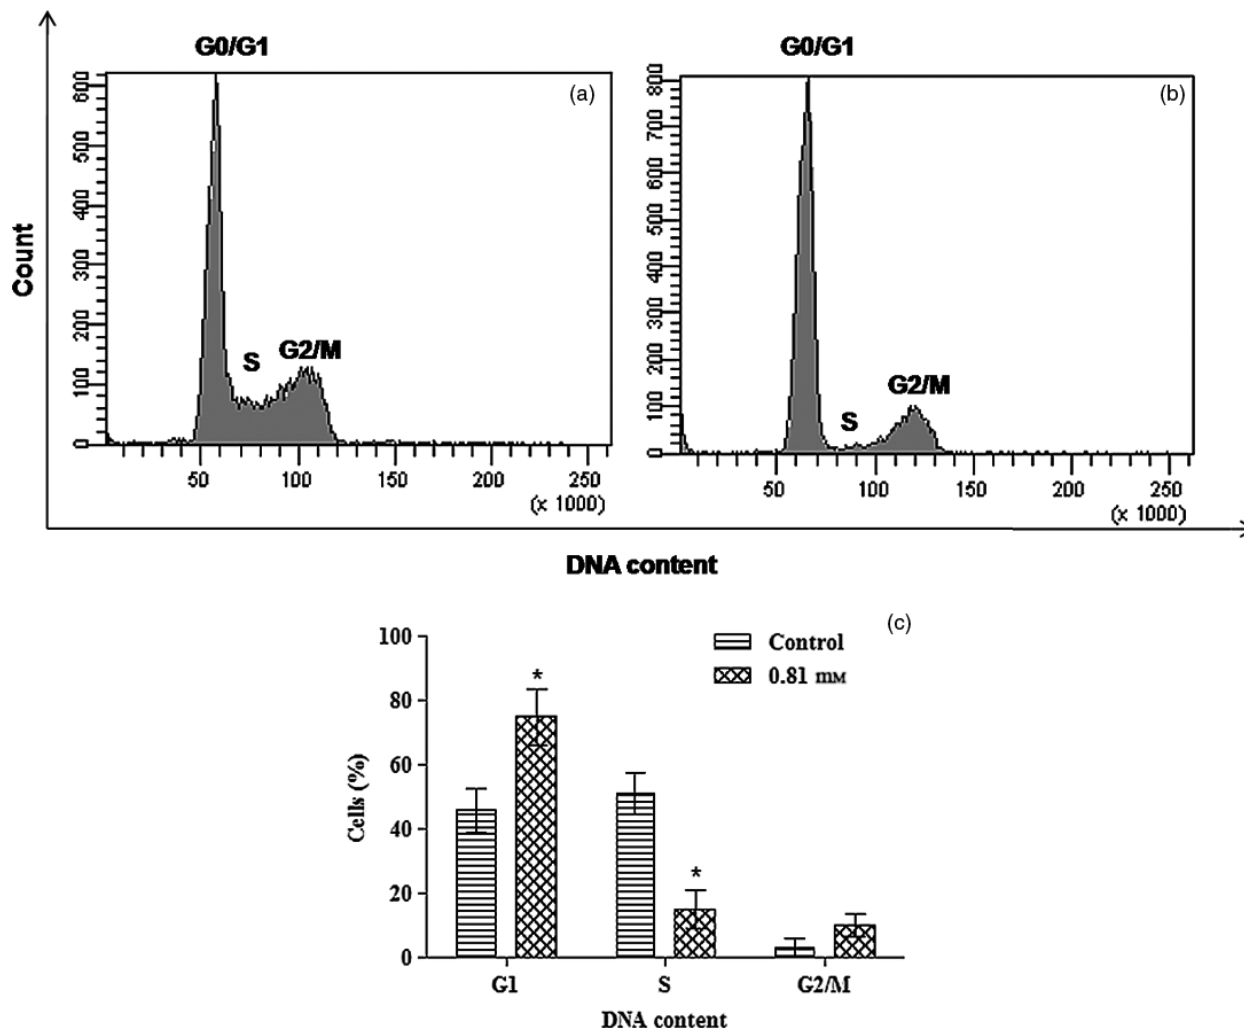 G0/G1
(a)
600
500
400
300
200
100
0
S
G2/M
50
100
150
200
250
(x 1000)
G0/G1
(b)
800
700
600
500
400
300
200
100
0
S
G2/M
50
100
150
200
250
(x 1000)
Count
DNA content
(c)
Control
0.81 mM
100
80
60
40
20
0
Cells (%)
*
*
G1
S
G2/M
DNA content